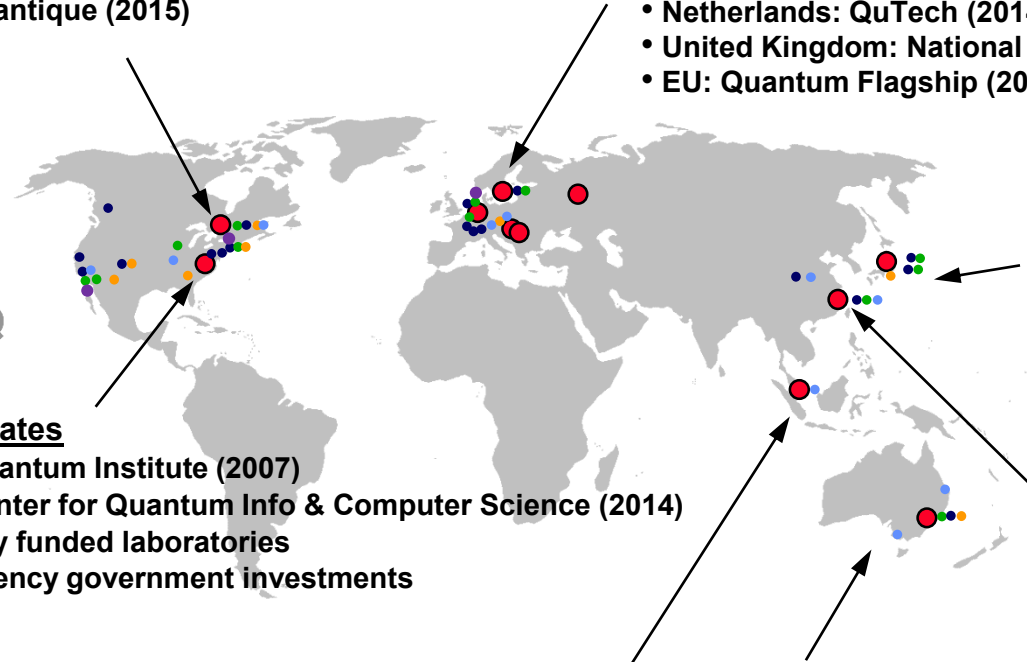 antique (2015)
• Netherlands: QuTech (201
• United Kingdom: National
• EU: Quantum Flagship (20
ates
antum Institute (2007)
nter for Quantum Info & Computer Science (2014)
y funded laboratories
ency government investments